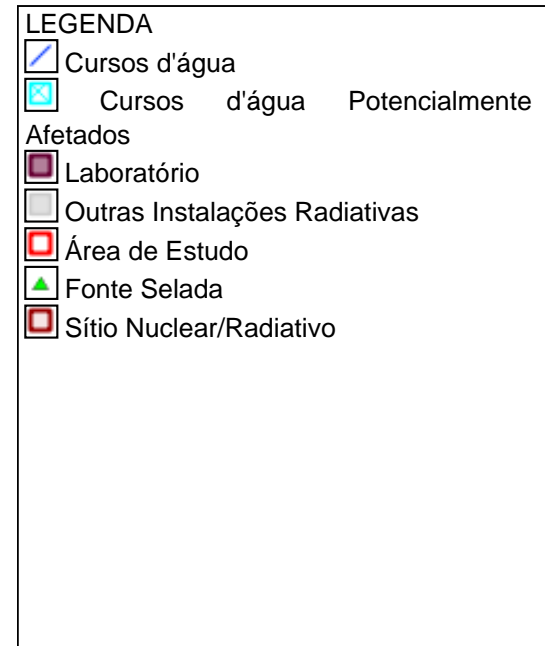 LEGENDA
Cursos d'água
Cursos d'água Potencialmente
Afetados
Laboratório
Outras Instalações Radiativas
Área de Estudo
Fonte Selada
Sítio Nuclear/Radiativo